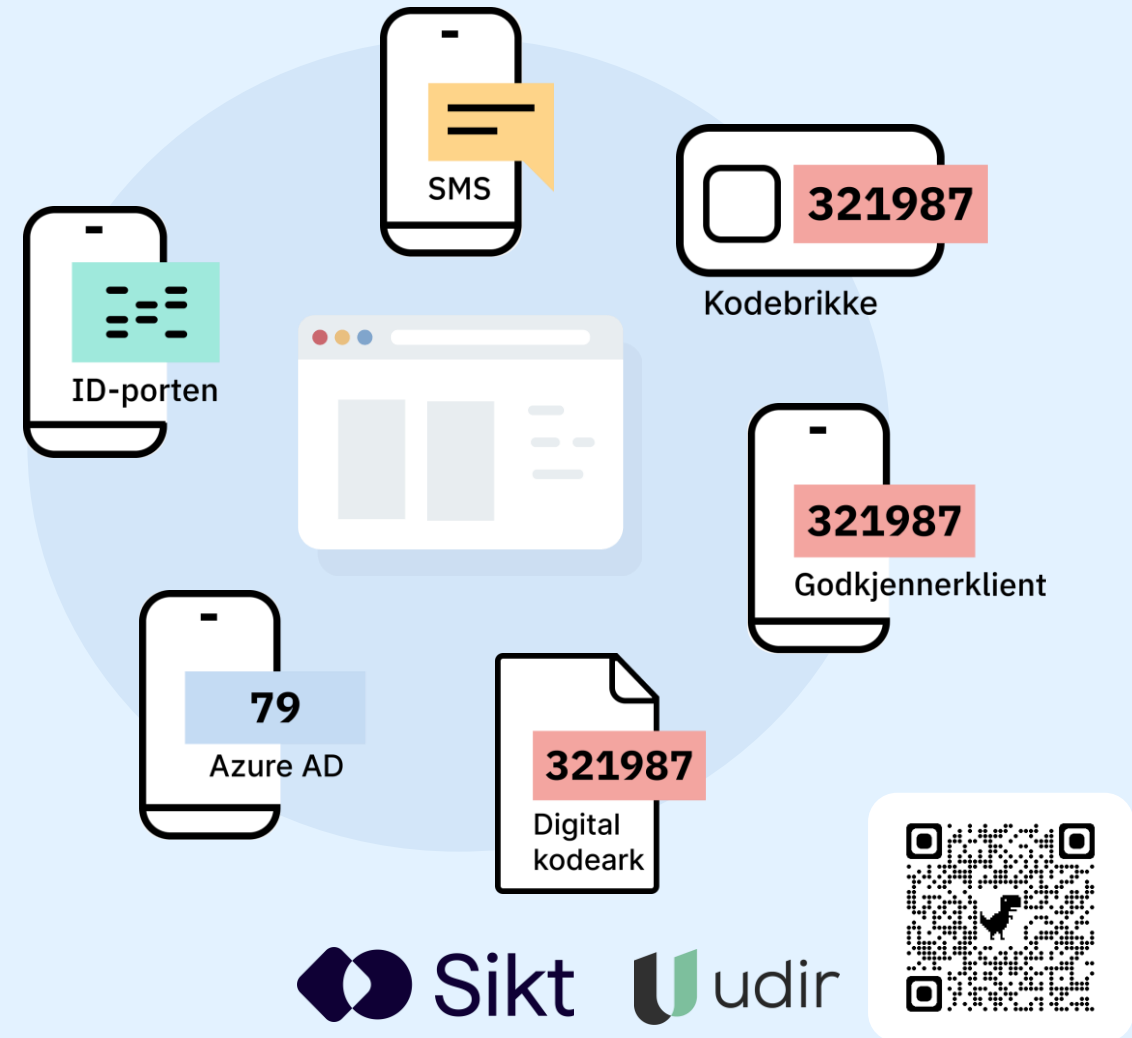 SMS
321987
Kodebrikke
ID-porten
321987
Godkjennerklient
79
Azure AD
321987
Digital
kodeark
Sikt
udir